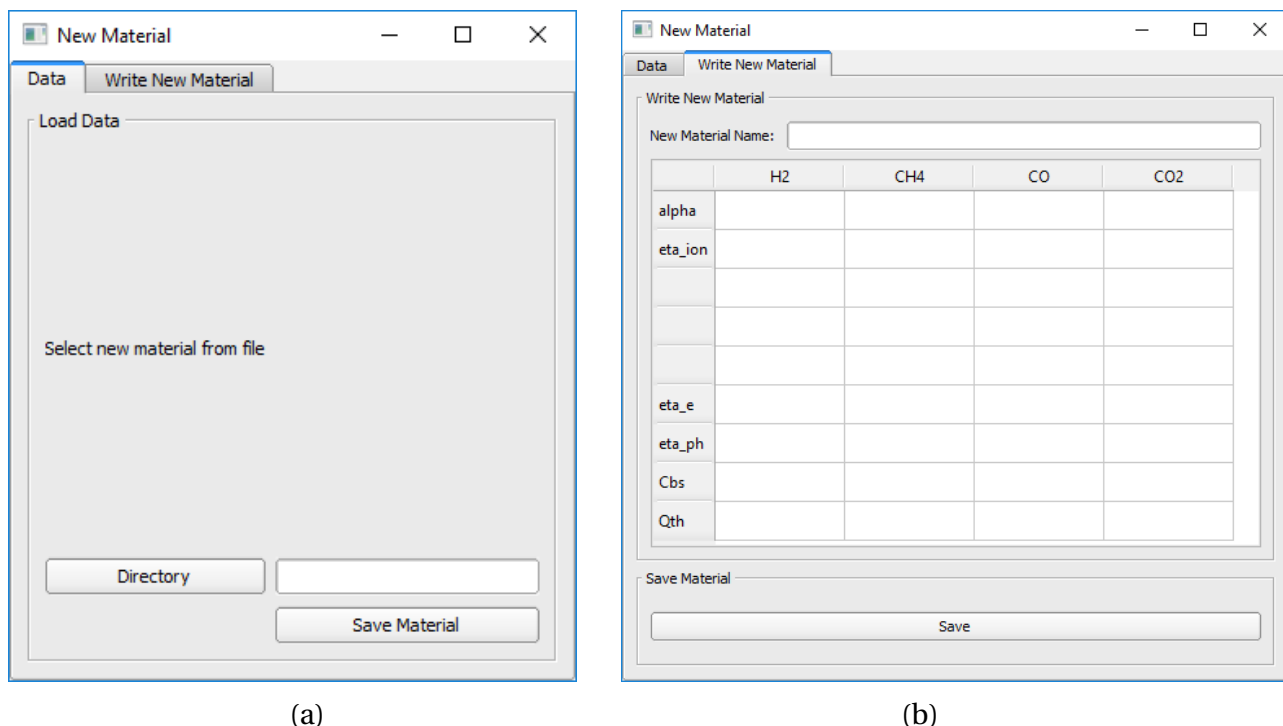 New Material
Data Write New Material
Load Data
Select new material from file
Directory
Save Material
(a)
New Material
Data Write New Material
Write New Material
New Material Name:
H2 CH4 CO CO2
alpha
eta_ion
eta_e
eta_ph
Cbs
Qth
Save Material
Save
(b)